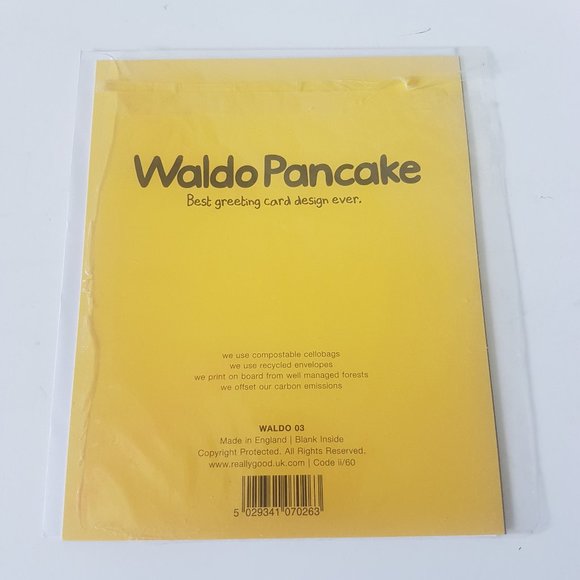 Waldo Pancake
Best greeting card design ever.
we use compostable cellobags
we use recycled envelopes
we print on board from well managed forests
we offset our carbon emissions
WALDO 03
Made in England | Blank Inside
Copyright Protected. All Rights Reserved.
www.reallygood.uk.com | Code ii/60
5 029341 070263